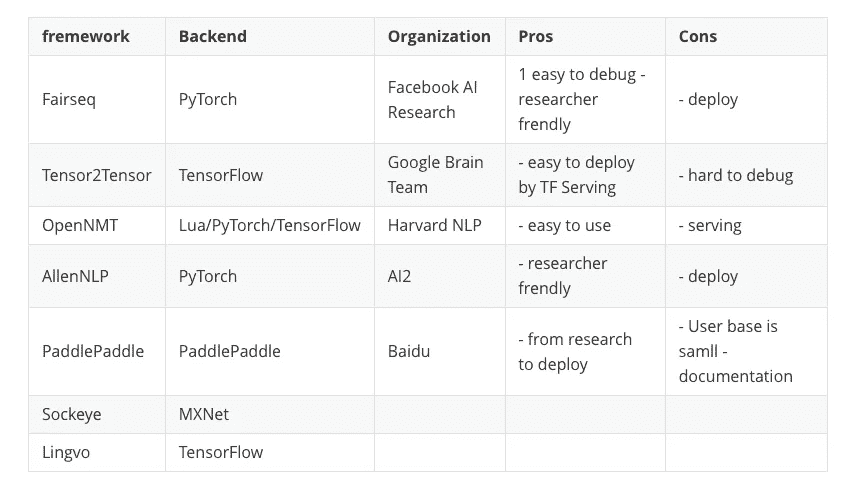 fremework Backend Organization Pros Cons
Fairseq PyTorch Facebook AI Research 1 easy to debug - researcher frendly - deploy
Tensor2Tensor TensorFlow Google Brain Team - easy to deploy by TF Serving - hard to debug
OpenNMT Lua/PyTorch/TensorFlow Harvard NLP - easy to use - serving
AllenNLP PyTorch AI2 - researcher frendly - deploy
PaddlePaddle PaddlePaddle Baidu - from research to deploy - User base is samll - documentation
Sockeye MXNet
Lingvo TensorFlow